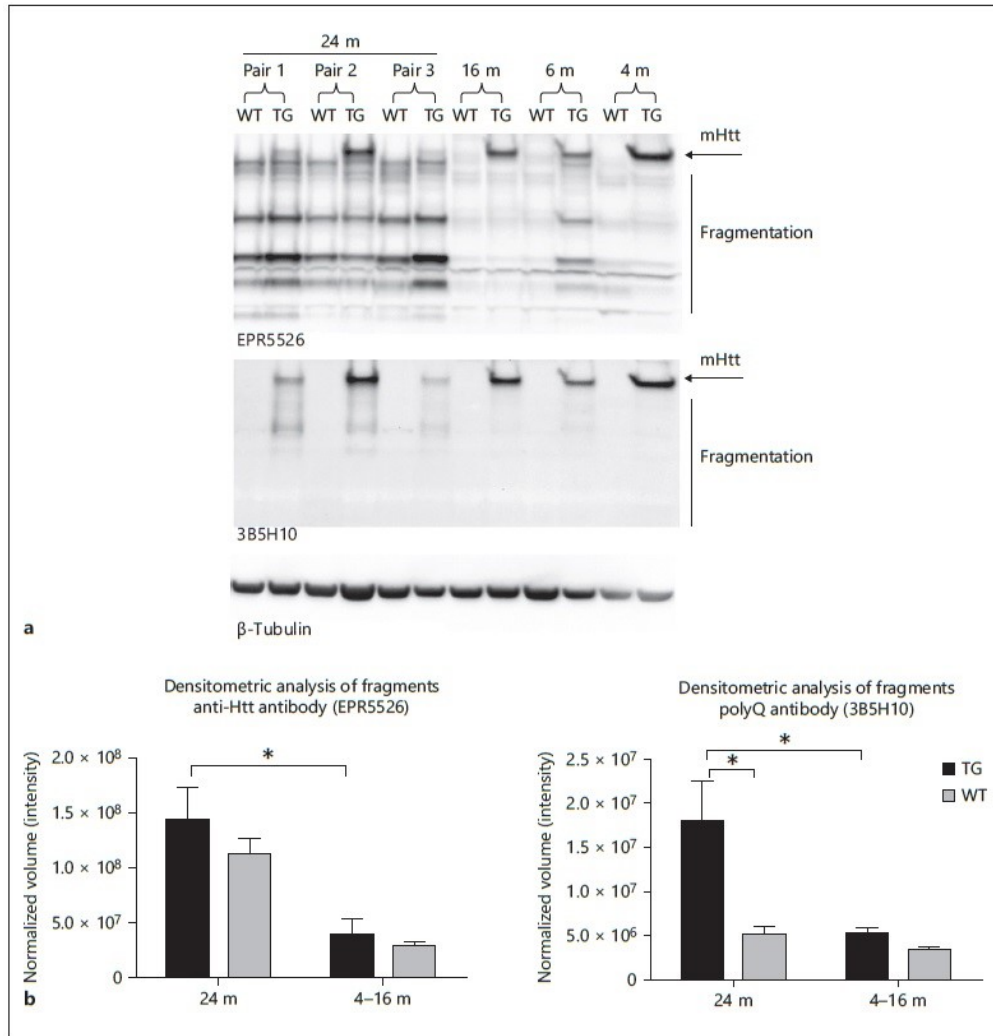 24 m
Pair 1 Pair 2 Pair 3 16 m 6 m 4 m
WT TG WT TG WT TG WT TG WT TG WT TG
mHtt
Fragmentation
EPR5526
mHtt
Fragmentation
3B5H10
β-Tubulin
a
Densitometric analysis of fragments
anti-Htt antibody (EPR5526)
Normalized volume (intensity)
2.0 × 10⁸
1.5 × 10⁸
1.0 × 10⁸
5.0 × 10⁷
0
*
24 m 4–16 m
b
Densitometric analysis of fragments
polyQ antibody (3B5H10)
Normalized volume (intensity)
2.5 × 10⁷
2.0 × 10⁷
1.5 × 10⁷
1.0 × 10⁷
5.0 × 10⁶
0
*
*
TG
WT
24 m 4–16 m